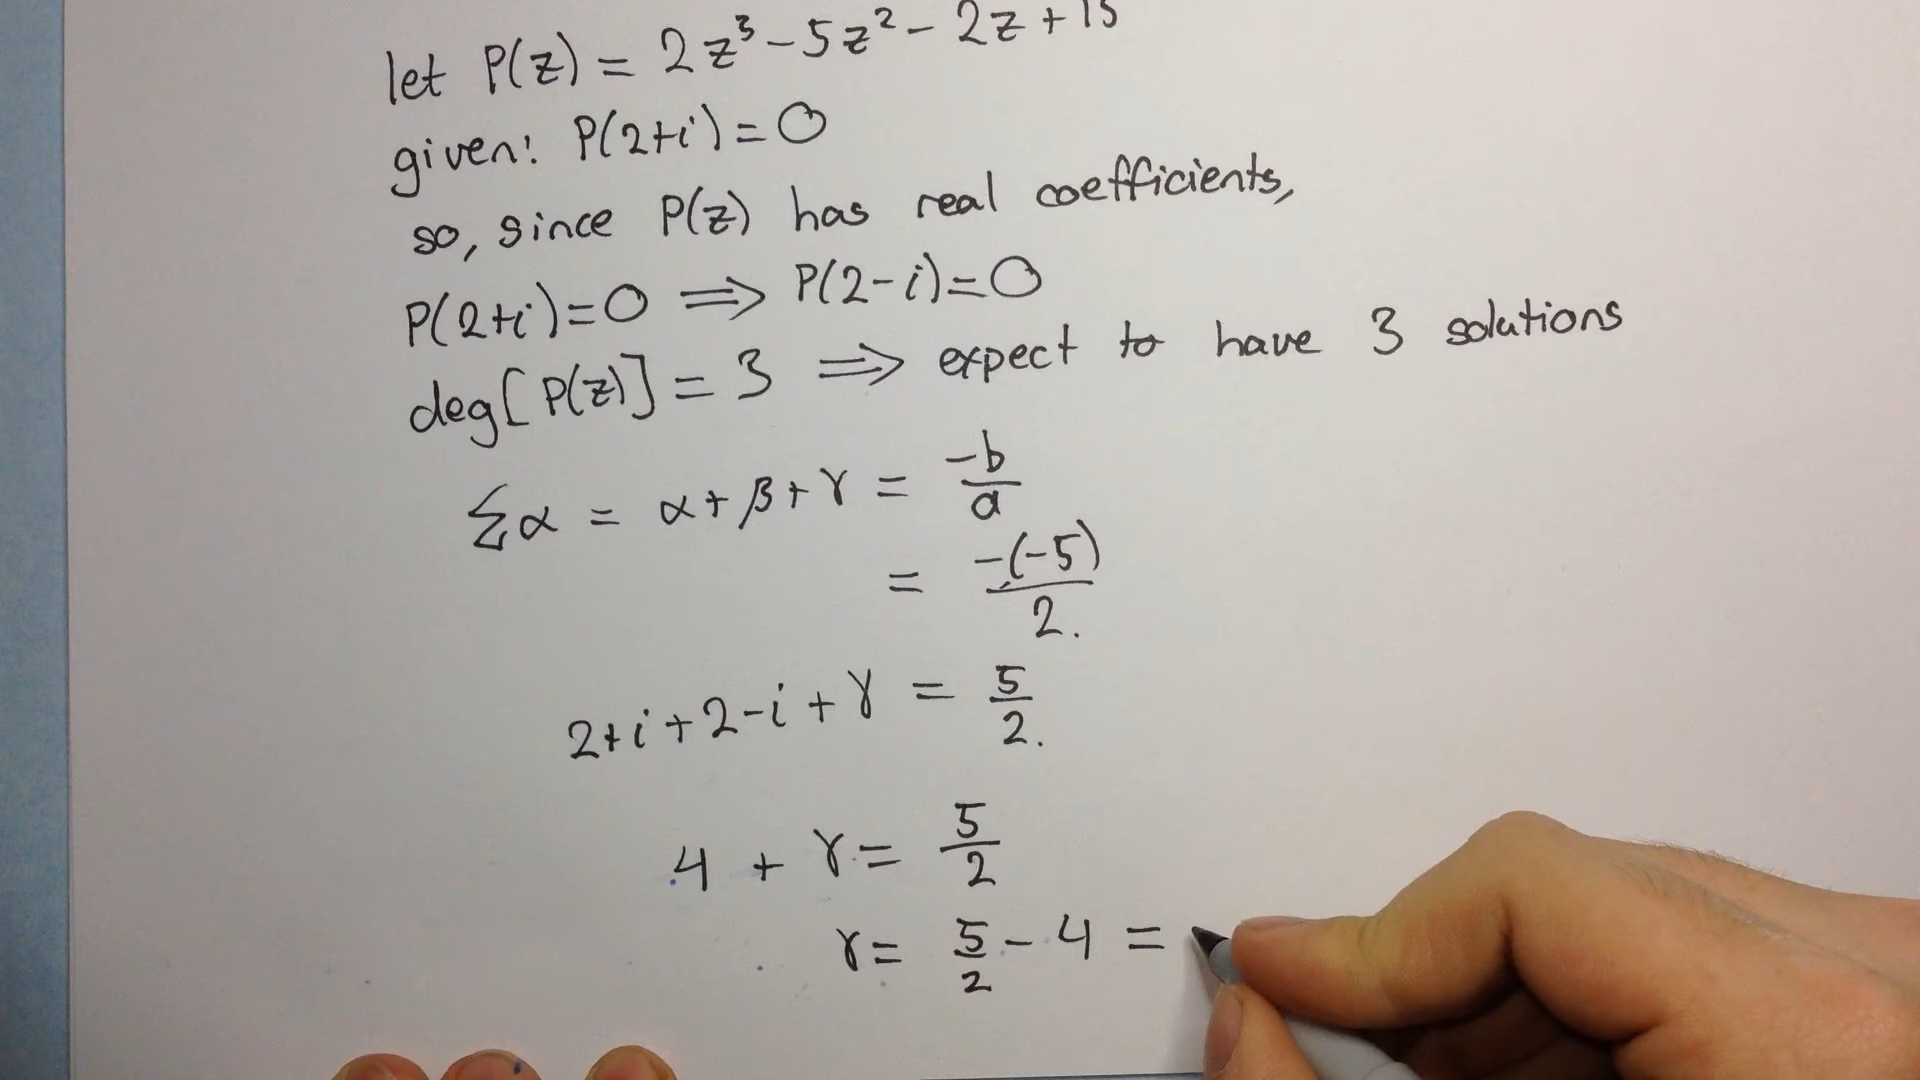 let P(z) = 2z³ - 5z² - 2z + 15
given: P(2+i) = 0
so, since P(z) has real coefficients,
P(2+i) = 0 ⟹ P(2-i) = 0
deg[P(z)] = 3 ⟹ expect to have 3 solutions
Σα = α + β + γ = -b/a
= -(-5)/2.
2+i+2-i+γ = 5/2.
4 + γ = 5/2
γ = 5/2 - 4 =